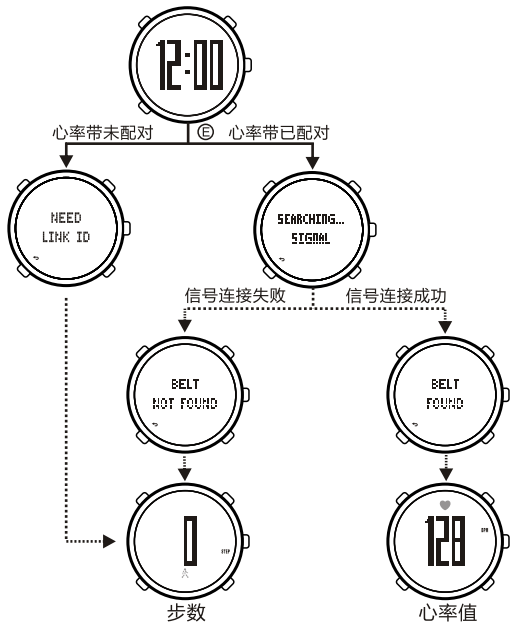 12:00
心率带未配对 E 心率带已配对
NEED
LINK ID
SEARCHING...
SIGNAL
信号连接失败 信号连接成功
BELT
NOT FOUND
BELT
FOUND
0
STEP
128
BPM
步数 心率值